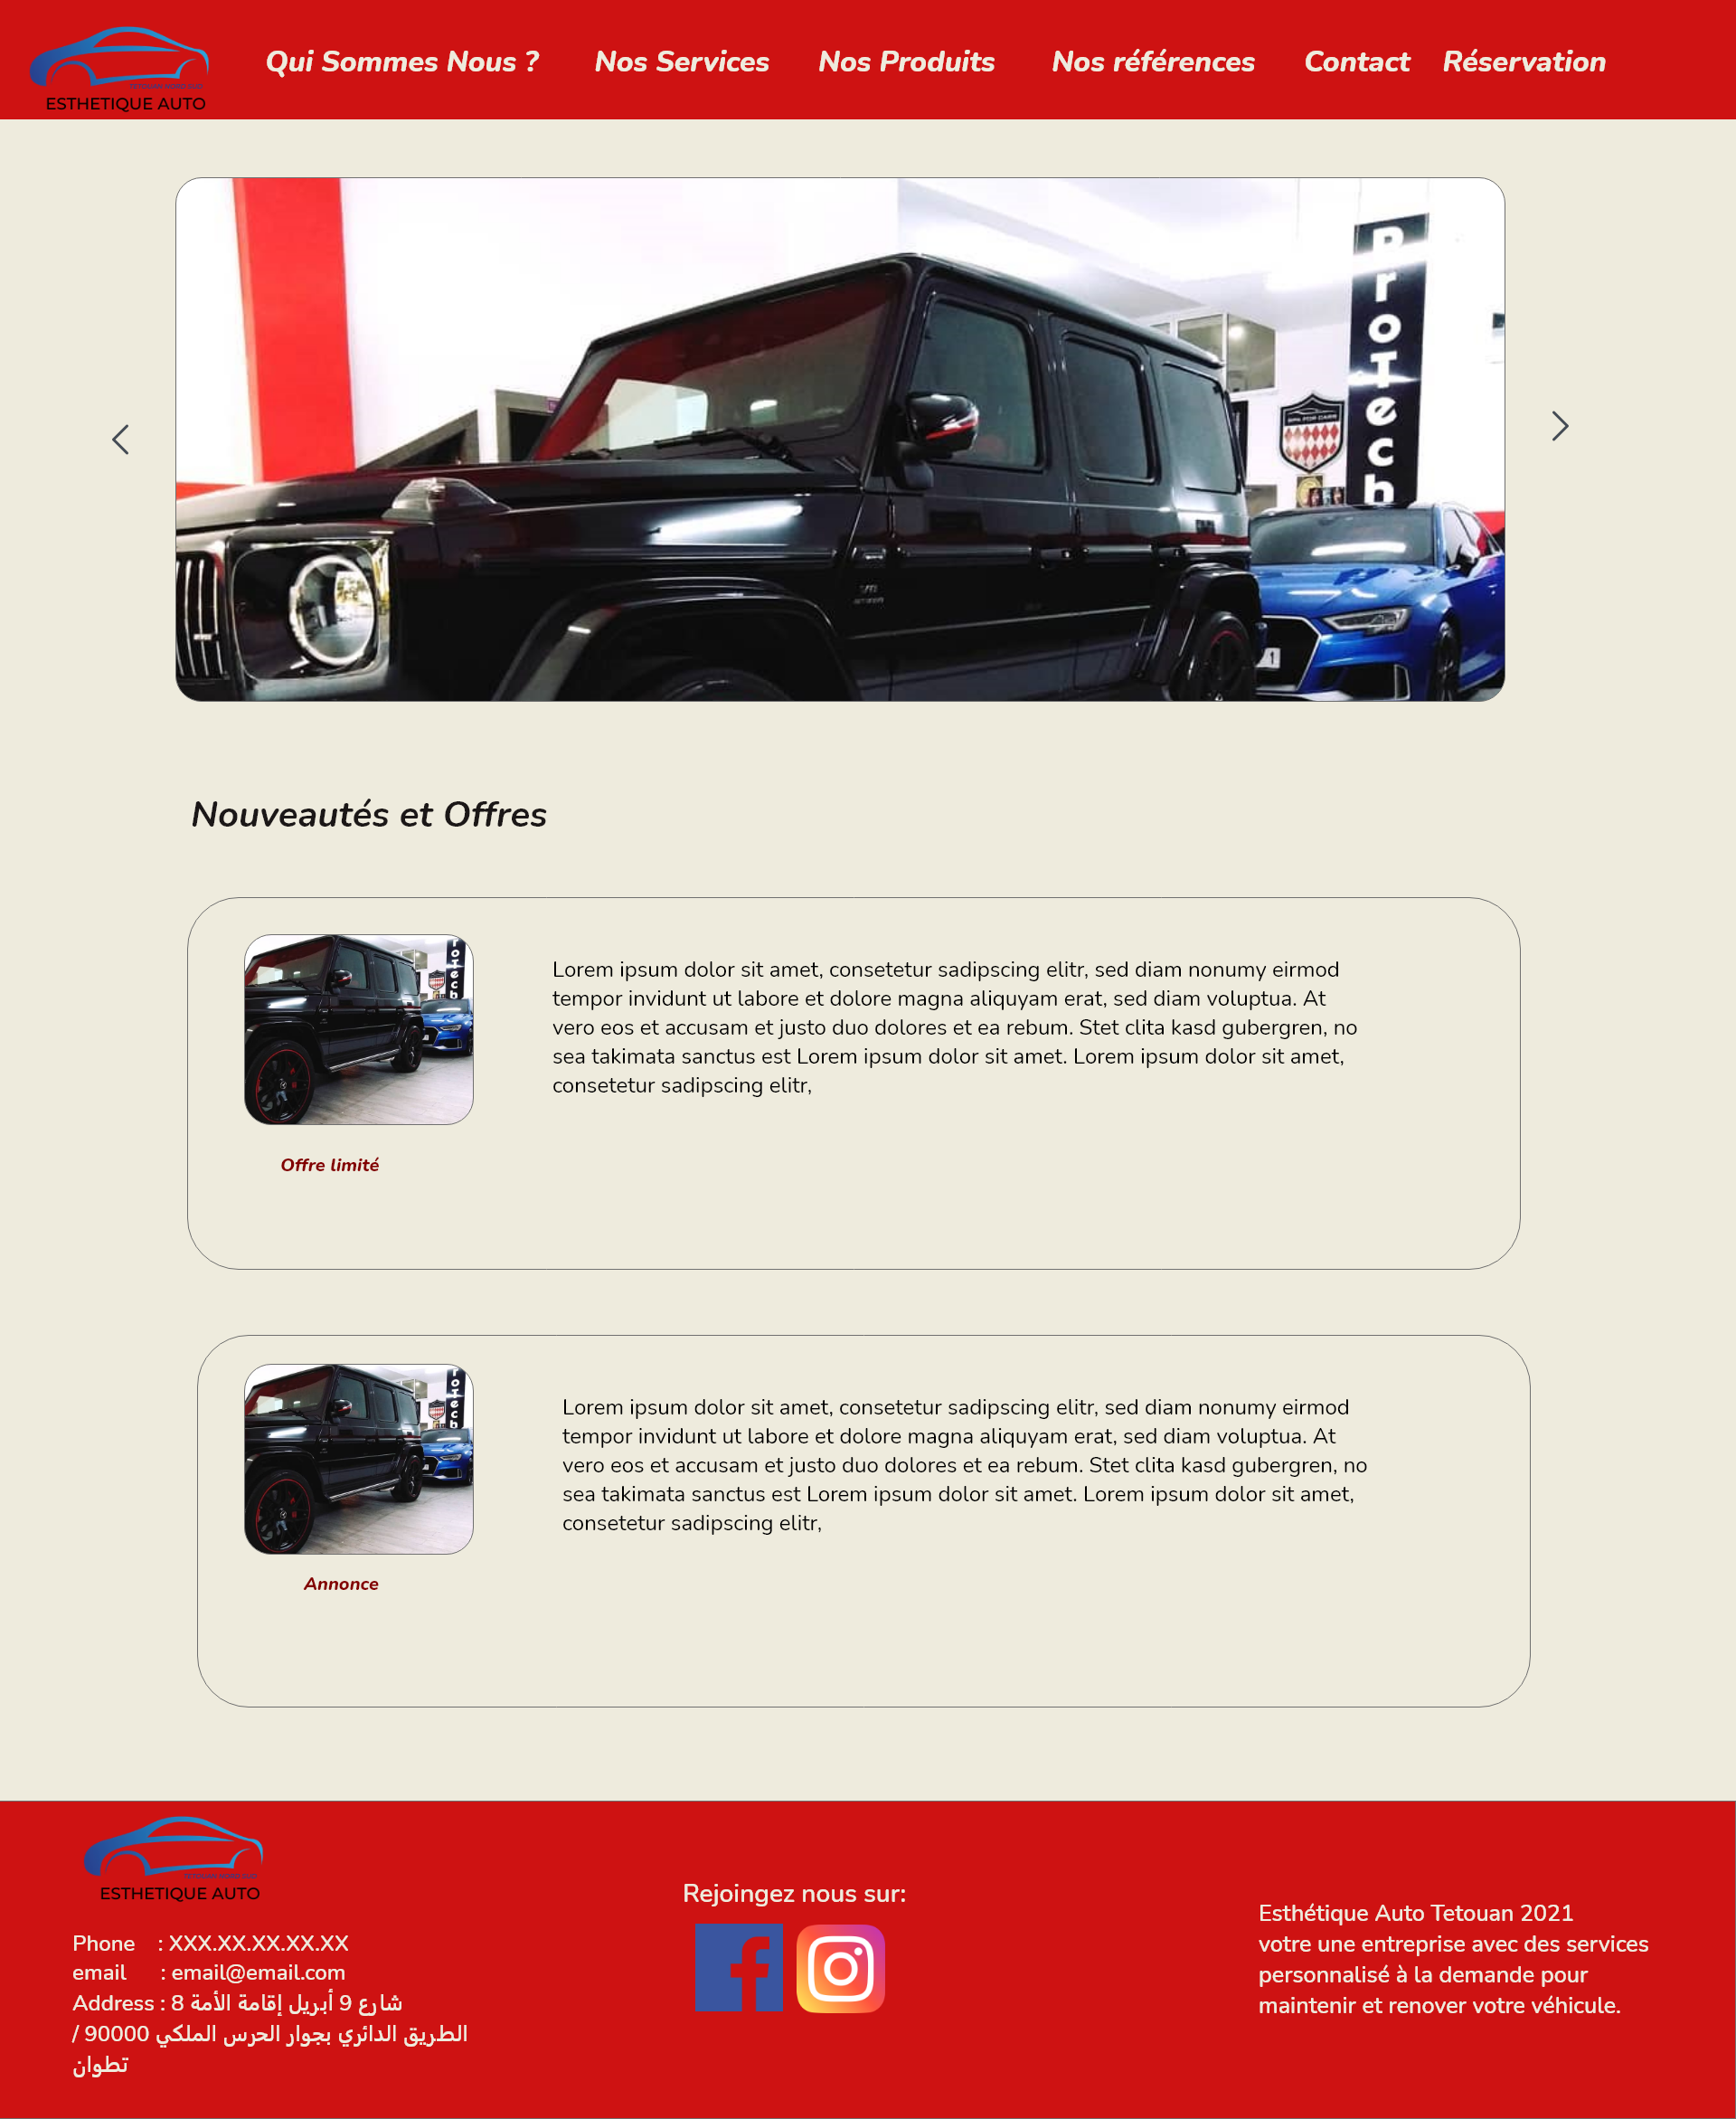 ESTHETIQUE AUTO
Qui Sommes Nous ? Nos Services Nos Produits Nos références Contact Réservation
ProTech
SPA FOR CARS
1
Nouveautés et Offres
Lorem ipsum dolor sit amet, consetetur sadipscing elitr, sed diam nonumy eirmod
tempor invidunt ut labore et dolore magna aliquyam erat, sed diam voluptua. At
vero eos et accusam et justo duo dolores et ea rebum. Stet clita kasd gubergren, no
sea takimata sanctus est Lorem ipsum dolor sit amet. Lorem ipsum dolor sit amet,
consetetur sadipscing elitr,
roTech
Offre limité
Lorem ipsum dolor sit amet, consetetur sadipscing elitr, sed diam nonumy eirmod
tempor invidunt ut labore et dolore magna aliquyam erat, sed diam voluptua. At
vero eos et accusam et justo duo dolores et ea rebum. Stet clita kasd gubergren, no
sea takimata sanctus est Lorem ipsum dolor sit amet. Lorem ipsum dolor sit amet,
consetetur sadipscing elitr,
roTech
Annonce
ESTHETIQUE AUTO
Phone : XXX.XX.XX.XX.XX
email : email@email.com
Address : 8 شارع 9 أبريل إقامة الأمة
الطريق الدائري بجوار الحرس الملكي 90000 /
تطوان
Rejoingez nous sur:
Esthétique Auto Tetouan 2021
votre une entreprise avec des services
personnalisé à la demande pour
maintenir et renover votre véhicule.